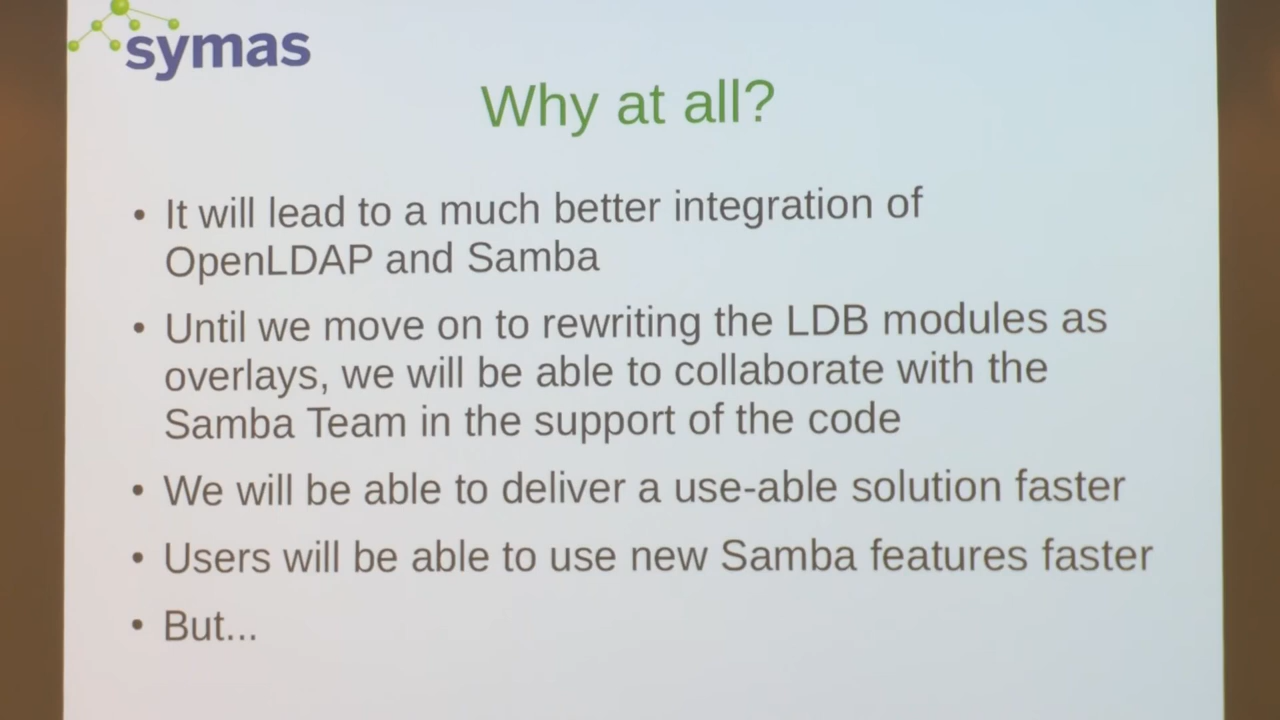 symas
Why at all?
• It will lead to a much better integration of
OpenLDAP and Samba
• Until we move on to rewriting the LDB modules as
overlays, we will be able to collaborate with the
Samba Team in the support of the code
• We will be able to deliver a use-able solution faster
• Users will be able to use new Samba features faster
• But...